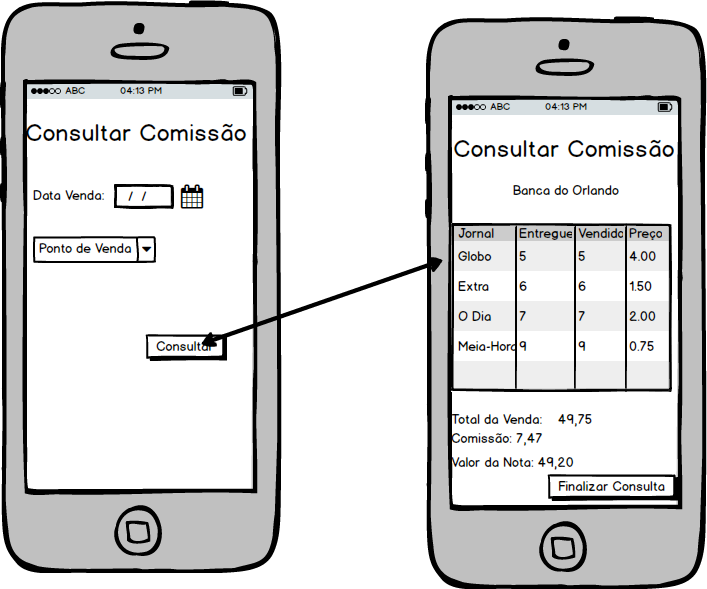 ABC 04:13 PM
Consultar Comissão
Data Venda: / /
Ponto de Venda
Consultar
ABC 04:13 PM
Consultar Comissão
Banca do Orlando
Jornal Entregue Vendido Preço
Globo 5 5 4.00
Extra 6 6 1.50
O Dia 7 7 2.00
Meia-Hora 9 9 0.75
Total da Venda: 49,75
Comissão: 7,47
Valor da Nota: 49,20
Finalizar Consulta